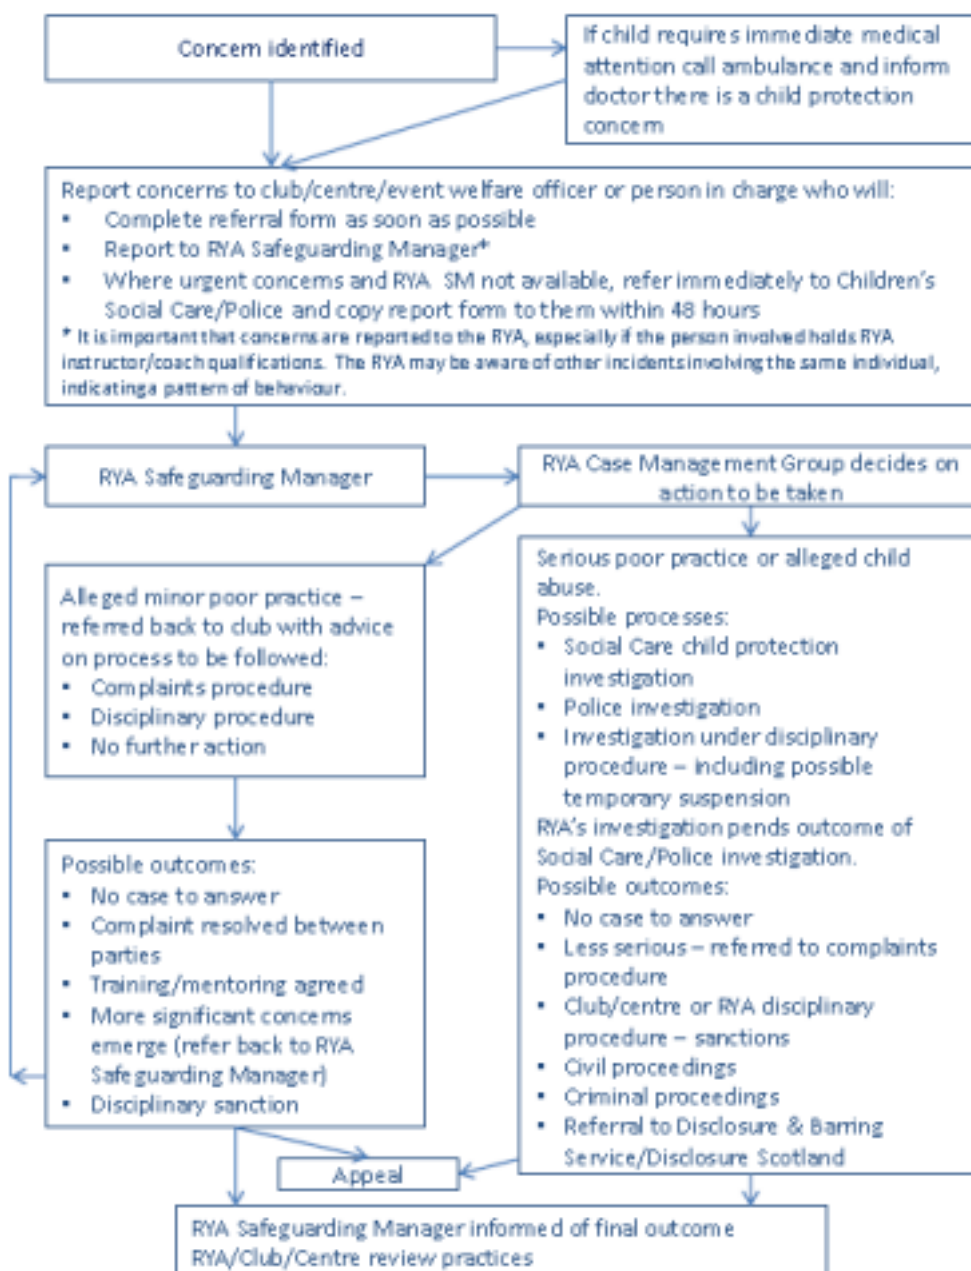 Concern identified
If child requires immediate medical
attention call ambulance and inform
doctor there is a child protection
concern
Report concerns to club/centre/event welfare officer or person in charge who will:
▪ Complete referral form as soon as possible
▪ Report to RYA Safeguarding Manager*
▪ Where urgent concerns and RYA SM not available, refer immediately to Children's
Social Care/Police and copy report form to them within 48 hours
* It is important that concerns are reported to the RYA, especially if the person involved holds RYA
instructor/coach qualifications. The RYA may be aware of other incidents involving the same individual,
indicating a pattern of behaviour.
RYA Safeguarding Manager
RYA Case Management Group decides on
action to be taken
Alleged minor poor practice –
referred back to club with advice
on process to be followed:
▪ Complaints procedure
▪ Disciplinary procedure
▪ No further action
Serious poor practice or alleged child
abuse.
Possible processes:
▪ Social Care child protection
investigation
▪ Police investigation
▪ Investigation under disciplinary
procedure – including possible
temporary suspension
RYA's investigation pends outcome of
Social Care/Police investigation.
Possible outcomes:
▪ No case to answer
▪ Less serious – referred to complaints
procedure
▪ Club/centre or RYA disciplinary
procedure – sanctions
▪ Civil proceedings
▪ Criminal proceedings
▪ Referral to Disclosure & Barring
Service/Disclosure Scotland
Possible outcomes:
▪ No case to answer
▪ Complaint resolved between
parties
▪ Training/mentoring agreed
▪ More significant concerns
emerge (refer back to RYA
Safeguarding Manager)
▪ Disciplinary sanction
Appeal
RYA Safeguarding Manager informed of final outcome
RYA/Club/Centre review practices